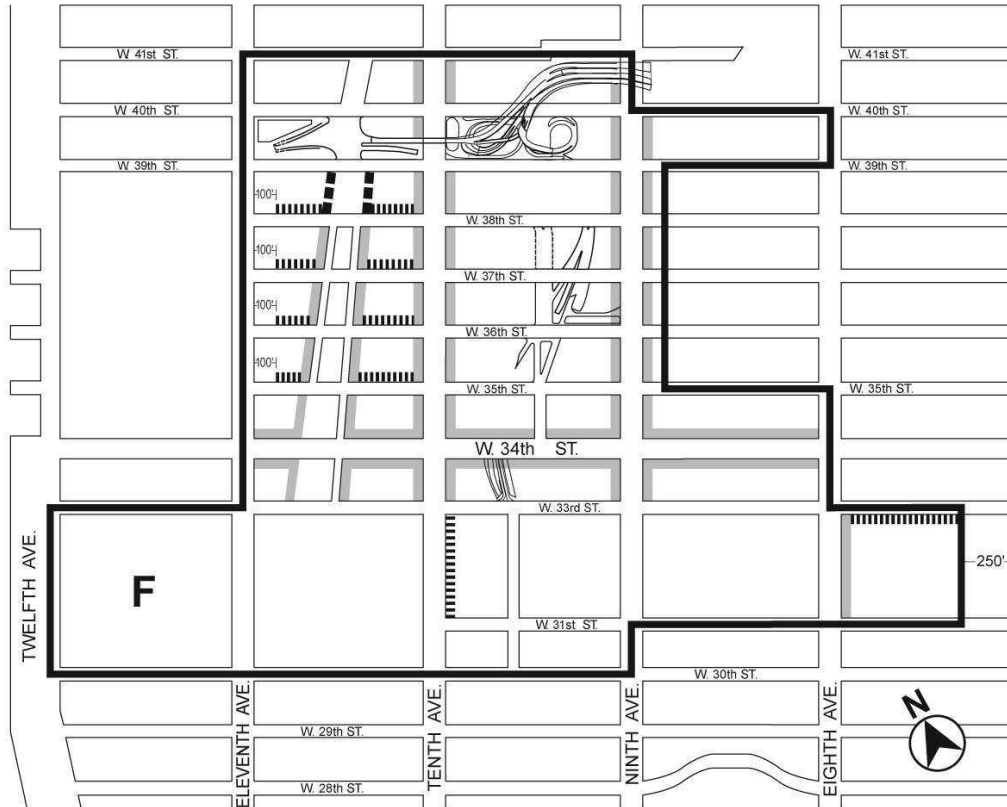 W. 41st ST.
W. 41st ST.
W. 40th ST.
W. 40th ST.
W. 39th ST.
W. 39th ST.
100'
W. 38th ST.
100'
W. 37th ST.
100'
W. 36th ST.
100'
W. 35th ST.
W. 35th ST.
W. 34th ST.
W. 33rd ST.
250'
F
TWELFTH AVE.
W. 31st ST.
W. 30th ST.
ELEVENTH AVE.
TENTH AVE.
NINTH AVE.
EIGHTH AVE.
N
W. 29th ST.
W. 28th ST.